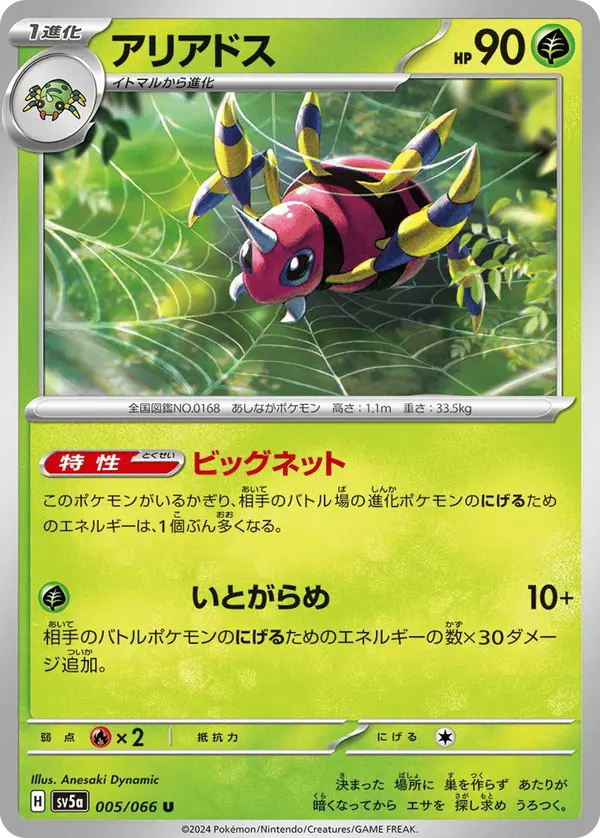 1進化
アリアドス
HP 90
イトマルから進化
全国図鑑NO.0168 あしながポケモン 高さ:1.1m 重さ:33.5kg
特性 とくせい ビッグネット
このポケモンがいるかぎり、相手のバトル場の進化ポケモンのにげるため
のエネルギーは、1個ぶん多くなる。
いとがらめ 10+
相手のバトルポケモンのにげるためのエネルギーの数×30ダメー
ジ追加。
弱点 ×2 抵抗力 にげる
Illus. Anesaki Dynamic
H sv5a 005/066 U
決まった 場所に 巣を作らず あたりが
暗くなってから エサを 探し求め うろつく。
©2024 Pokémon/Nintendo/Creatures/GAME FREAK.